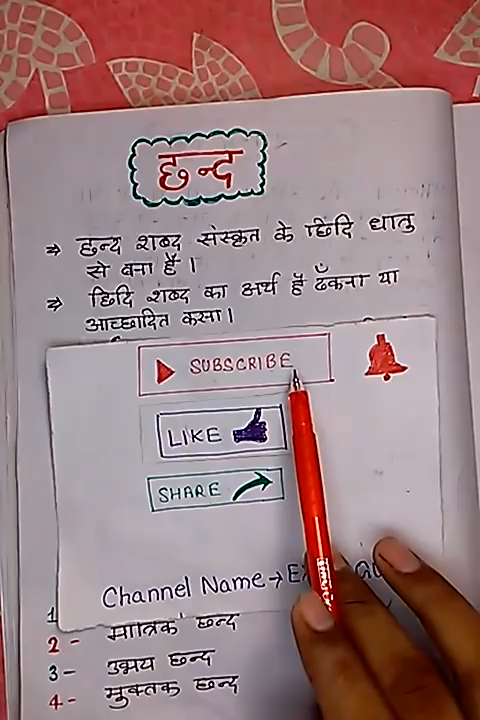 छन्द
⇒ छन्द शब्द संस्कृत के छिदि धातु
से बना हैं ।
⇒ छिदि शब्द का अर्थ है ढँकना या
आच्छादित कसा।
SUBSCRIBE
LIKE
SHARE
Channel Name →
1
2 - मात्रिक छन्द
3 - उभय छन्द
4 - मुक्तक छन्द